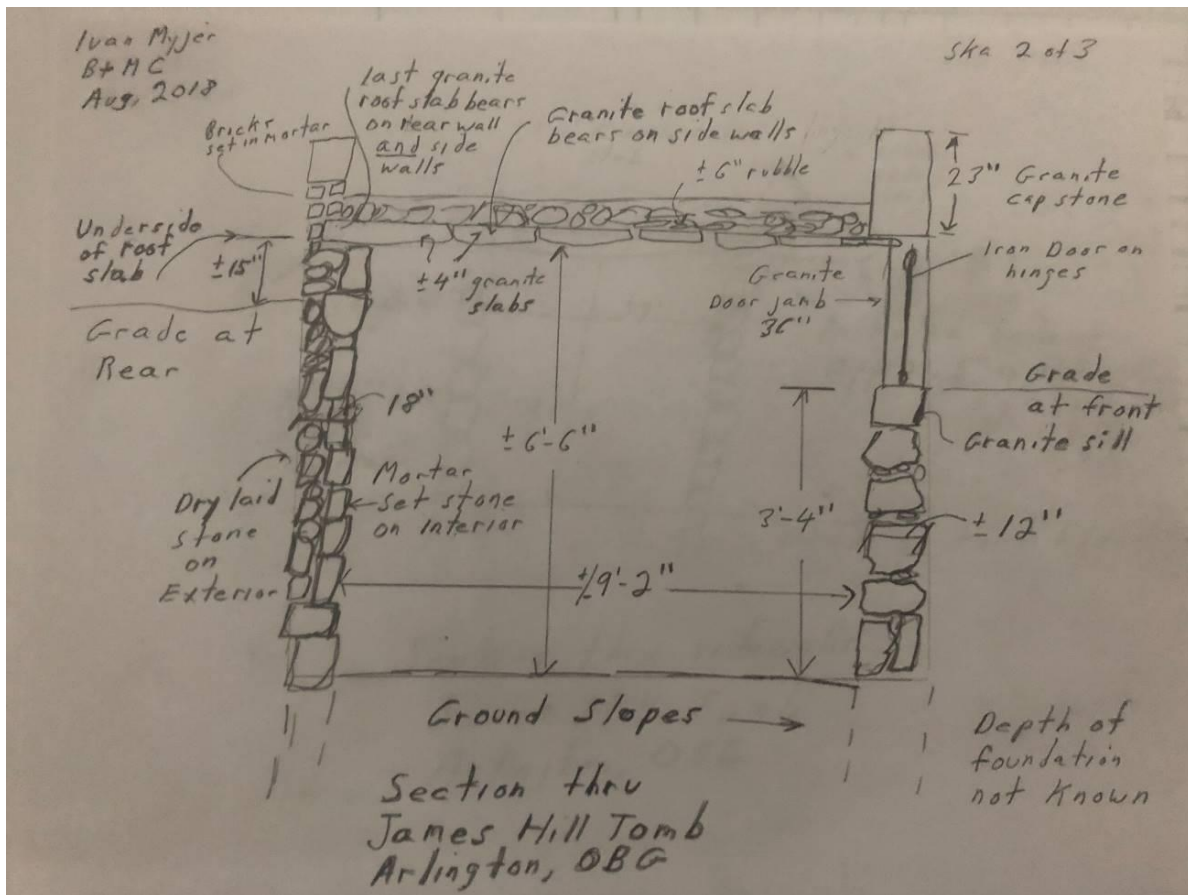 Ivan Myjer
B+MC
Aug, 2018
Ska 2 of 3
Bricks
set in mortar
last granite
roof slab bears
on rear wall
and side
walls
Granite roof slab
bears on side walls
± 6" rubble
23" Granite
cap stone
Underside
of roof
slab
±15"
±4" granite
slabs
Granite
Door jamb
36"
Iron Door on
hinges
Grade at
Rear
Grade
at front
Granite sill
18"
± 6'-6"
Dry laid
stone
on
Exterior
Mortar
set stone
on Interior
3'-4"
± 12"
+/- 9'-2"
Ground Slopes
Depth of
foundation
not Known
Section thru
James Hill Tomb
Arlington, OBG